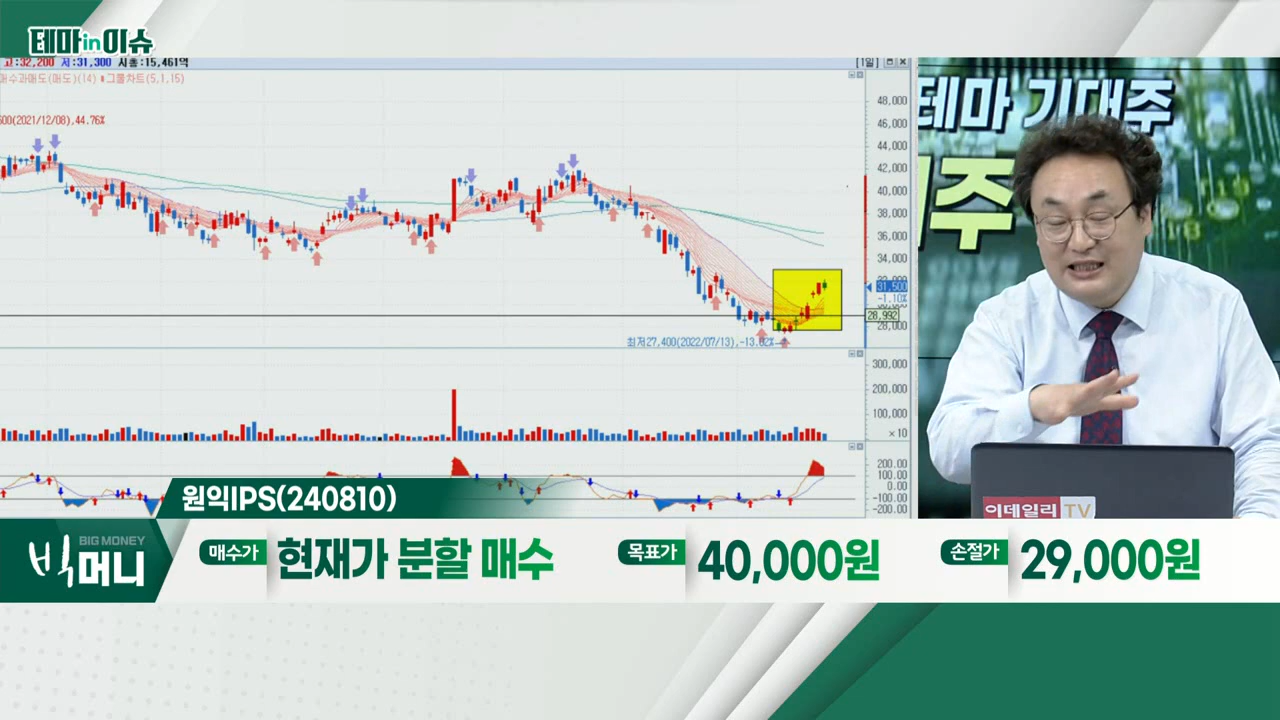 테마in이슈
고:32,200 저:31,300 시총:15,461억
[1일]
매수과매도(매도)(14) ■그물차트(5,1,15)
600(2021/12/08),44.76%
48,000
46,000
44,000
42,000
40,000
38,000
36,000
34,000
31,500
-1.10%
28,992
28,000
최저27,400(2022/07/13),-13.02%→
300,000
200,000
100,000
×10
200.00
100.00
0.00
-100.00
-200.00
테마 기대주
주
이데일리TV
원익IPS(240810)
BIG MONEY
빅머니
매수가 현재가 분할 매수 목표가 40,000원 손절가 29,000원